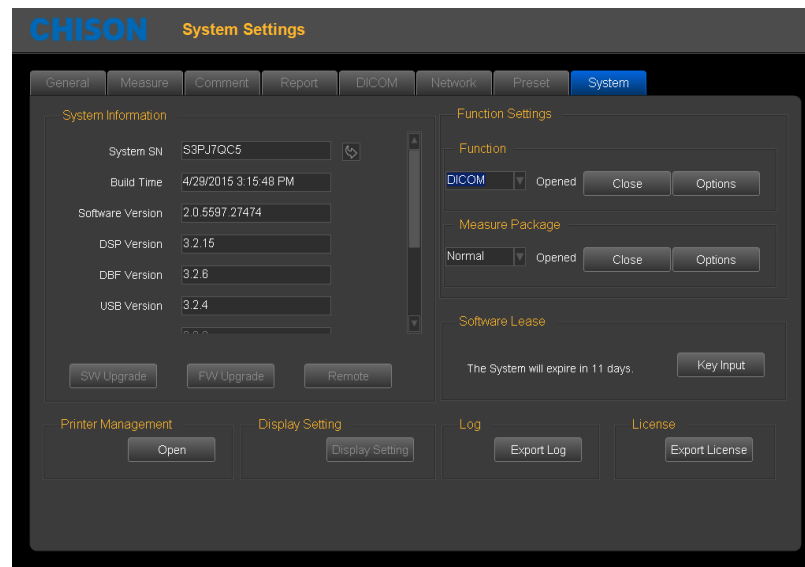 CHISON System Settings
General Measure Comment Report DICOM Network Preset System
System Information
System SN S3PJ7QC5
Build Time 4/29/2015 3:15:48 PM
Software Version 2.0.5597.27474
DSP Version 3.2.15
DBF Version 3.2.6
USB Version 3.2.4
SW Upgrade FW Upgrade Remote
Function Settings
Function
DICOM Opened Close Options
Measure Package
Normal Opened Close Options
Software Lease
The System will expire in 11 days. Key Input
Printer Management
Open
Display Setting
Display Setting
Log
Export Log
License
Export License